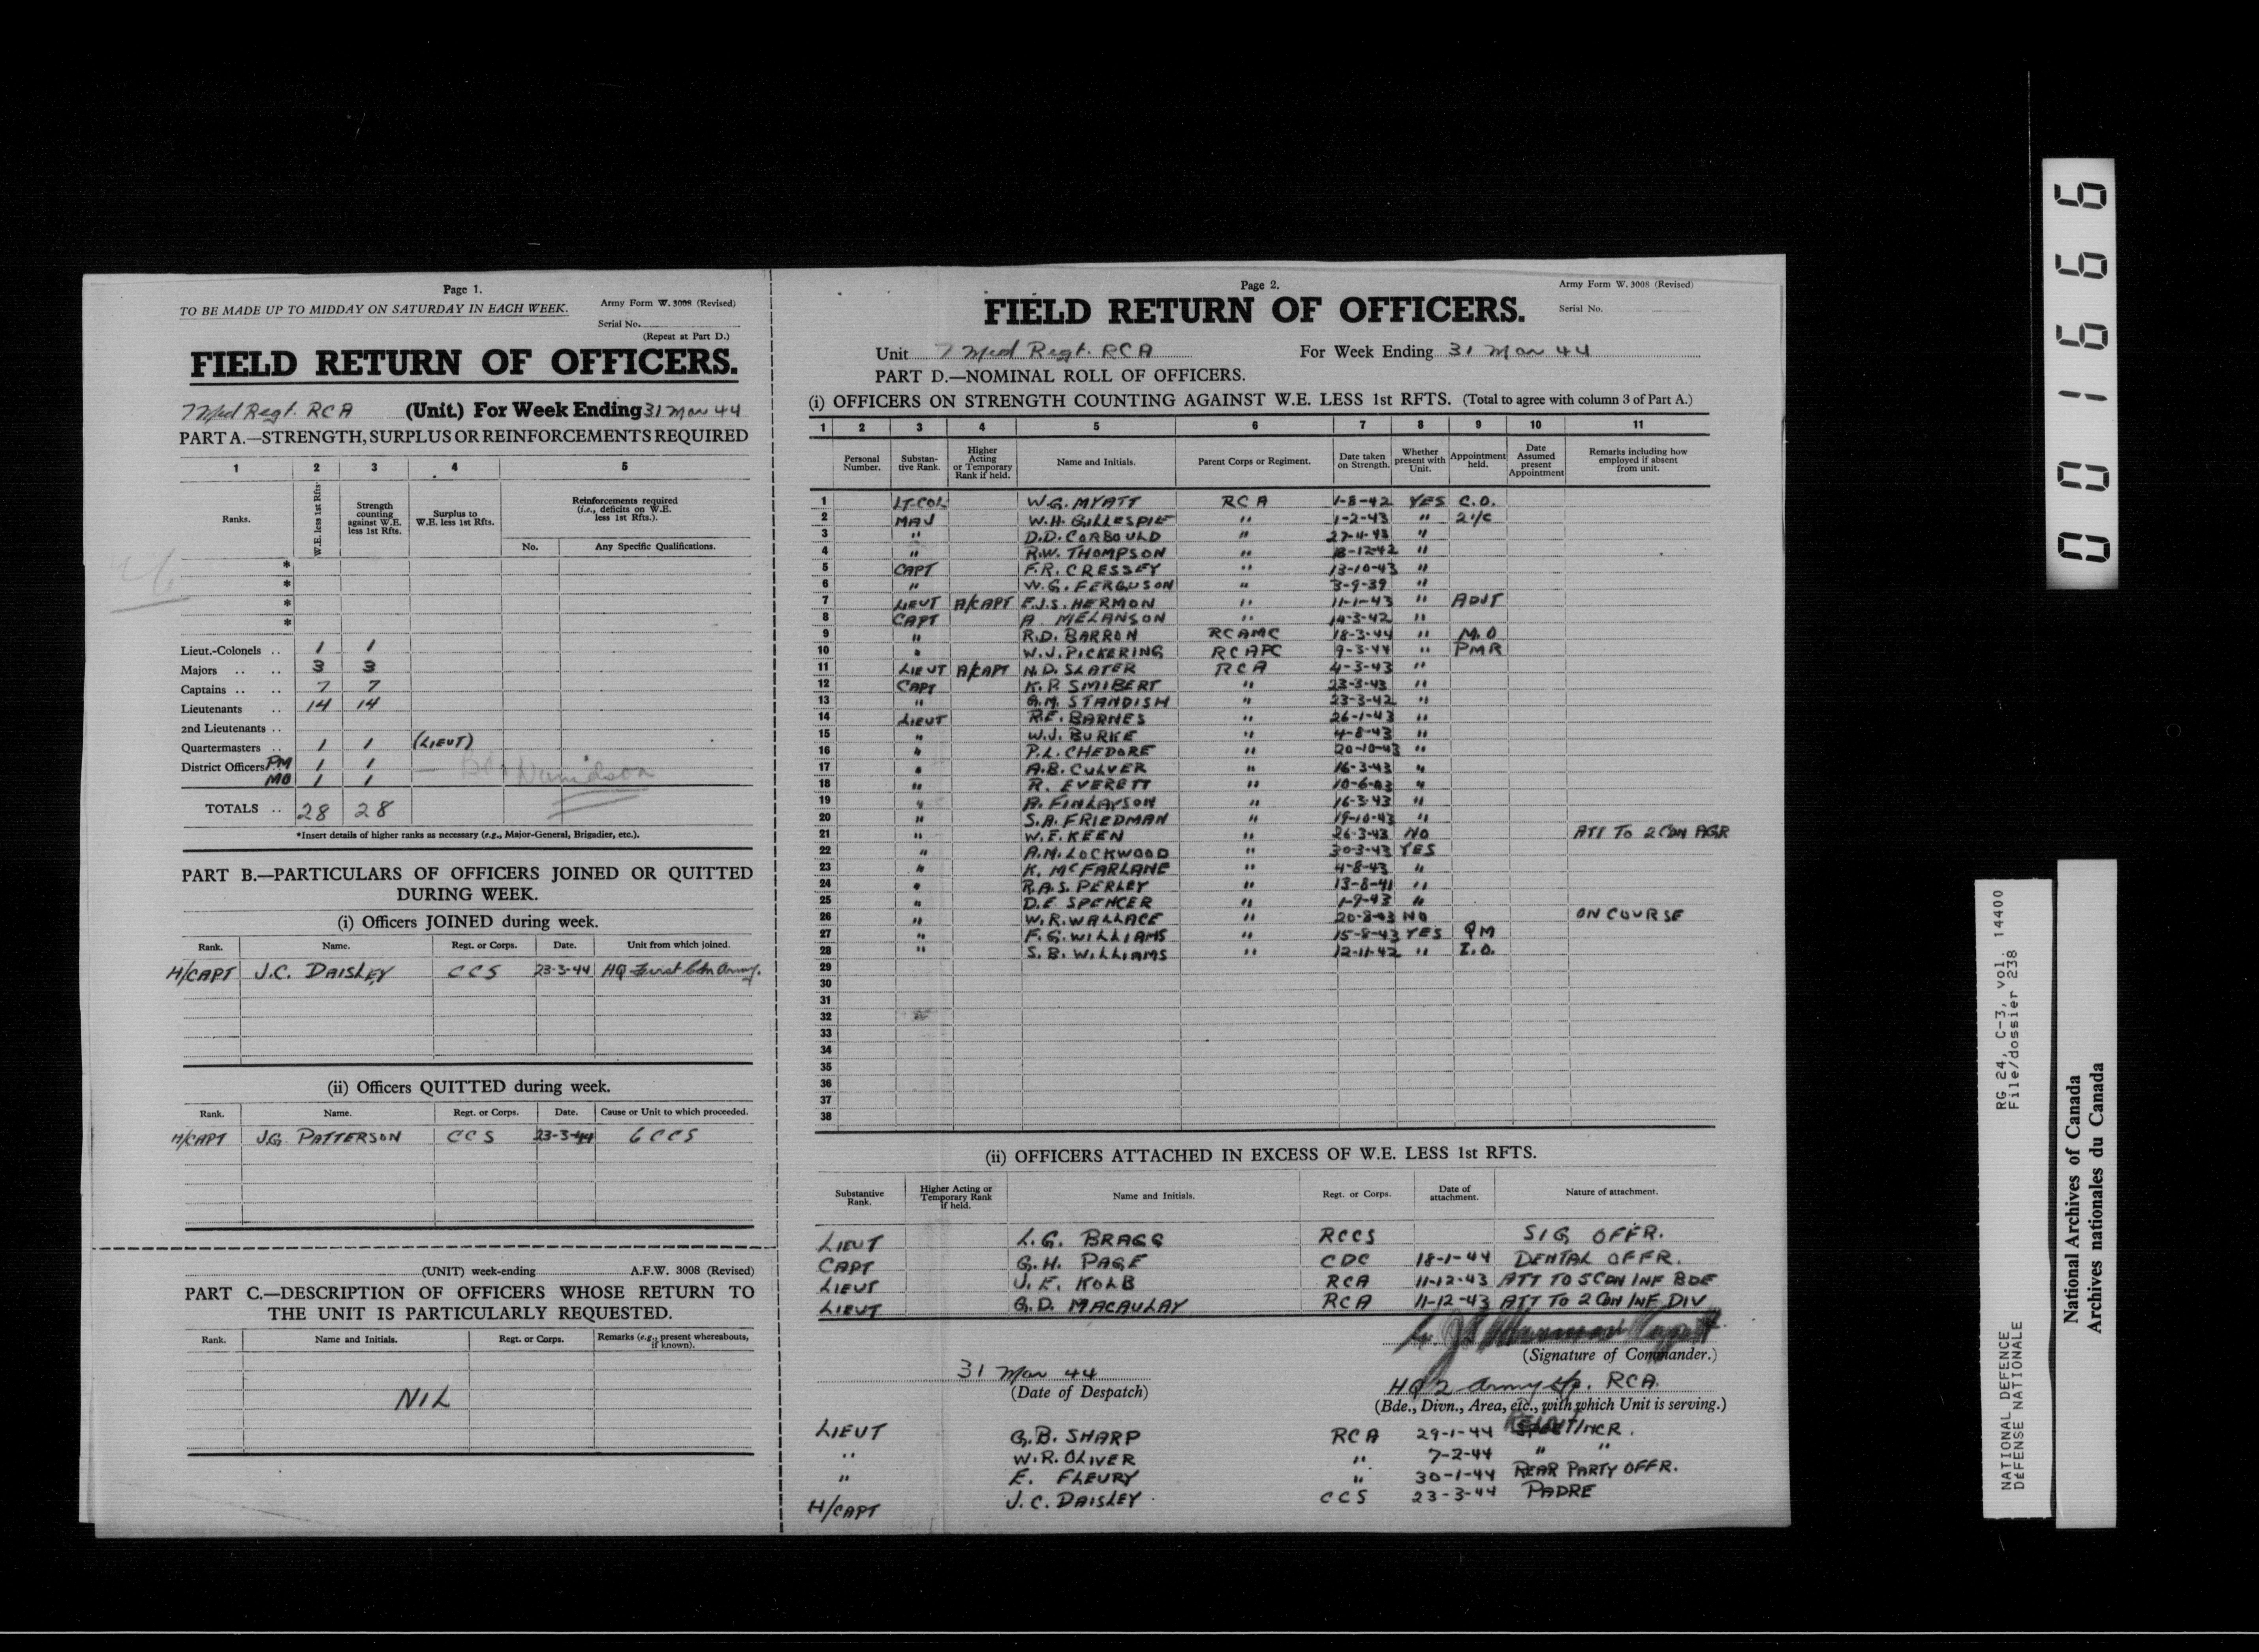 Page 1.
TO BE MADE UP TO MIDDAY ON SATURDAY IN EACH WEEK.
Army Form W. 3008 (Revised)
Serial No.
(Repeat at Part D.)
FIELD RETURN OF OFFICERS.
7 Med Regt. RCA (Unit.) For Week Ending 31 Mar 44
PART A.—STRENGTH, SURPLUS OR REINFORCEMENTS REQUIRED
1 2 3 4 5
Ranks.
W.E. less 1st Rfts.
Strength counting against W.E. less 1st Rfts.
Surplus to W.E. less 1st Rfts.
Reinforcements required (i.e., deficits on W.E. less 1st Rfts.).
No. Any Specific Qualifications.
*
*
*
*
Lieut.-Colonels .. 1 1
Majors .. .. 3 3
Captains .. .. 7 7
Lieutenants .. 14 14
2nd Lieutenants ..
Quartermasters .. 1 1 (LIEUT)
District Officers PM 1 1
MO 1 1
Davidson
TOTALS .. 28 28
*Insert details of higher ranks as necessary (e.g., Major-General, Brigadier, etc.).
PART B.—PARTICULARS OF OFFICERS JOINED OR QUITTED
DURING WEEK.
(i) Officers JOINED during week.
Rank. Name. Regt. or Corps. Date. Unit from which joined.
H/CAPT J.C. DAISLEY CCS 23-3-44 HQ First Cdn Army.
(ii) Officers QUITTED during week.
Rank. Name. Regt. or Corps. Date. Cause or Unit to which proceeded.
H/CAPT J.G. PATTERSON CCS 23-3-44 6 CCS
(UNIT) week-ending A.F.W. 3008 (Revised)
PART C.—DESCRIPTION OF OFFICERS WHOSE RETURN TO
THE UNIT IS PARTICULARLY REQUESTED.
Rank. Name and Initials. Regt. or Corps. Remarks (e.g., present whereabouts, if known).
NIL
Page 2.
Army Form W. 3008 (Revised)
Serial No.
FIELD RETURN OF OFFICERS.
Unit 7 Med Regt. RCA For Week Ending 31 Mar 44
PART D.—NOMINAL ROLL OF OFFICERS.
(i) OFFICERS ON STRENGTH COUNTING AGAINST W.E. LESS 1st RFTS. (Total to agree with column 3 of Part A.)
1 2 3 4 5 6 7 8 9 10 11
Personal Number. Substantive Rank. Higher Acting or Temporary Rank if held. Name and Initials. Parent Corps or Regiment. Date taken on Strength. Whether present with Unit. Appointment held. Date Assumed present Appointment Remarks including how employed if absent from unit.
1 LT-COL W.G. MYATT RCA 1-8-42 YES C.O.
2 MAJ W.H. GILLESPIE " 1-2-43 " 2i/c
3 " D.D. CORBOULD " 27-11-43 "
4 " R.W. THOMPSON " 18-12-42 "
5 CAPT F.R. CRESSEY " 13-10-43 "
6 " W.G. FERGUSON " 3-9-39 "
7 LIEUT A/CAPT F.J.S. HERMON " 11-1-43 " ADJT
8 CAPT A. MELANSON " 14-3-42 "
9 " R.D. BARRON RCAMC 18-3-44 " M.O
10 " W.J. PICKERING RCAPC 9-3-44 " PMR
11 LIEUT A/CAPT N.D. SLATER RCA 4-3-43 "
12 CAPT K.P. SMIBERT " 23-3-43 "
13 " G.M. STANDISH " 23-3-42 "
14 LIEUT R.E. BARNES " 26-1-43 "
15 " W.J. BURKE " 4-8-43 "
16 " P.L. CHEDORE " 20-10-43 "
17 " A.B. CULVER " 16-3-43 "
18 " R. EVERETT " 10-6-43 "
19 " A. FINLAYSON " 16-3-43 "
20 " S.A. FRIEDMAN " 19-10-43 "
21 " W.E. KEEN " 26-3-43 NO ATT TO 2 CDN AGR
22 " A.M. LOCKWOOD " 30-3-43 YES
23 " K. McFARLANE " 4-8-43 "
24 " R.A.S. PERLEY " 13-8-41 "
25 " D.E SPENCER " 1-9-43 "
26 " W.R. WALLACE " 20-8-43 NO ON COURSE
27 " F.G. WILLIAMS " 15-8-43 YES QM
28 " S.B. WILLIAMS " 12-11-42 " I.O.
29
30
31
32
33
34
35
36
37
38
(ii) OFFICERS ATTACHED IN EXCESS OF W.E. LESS 1st RFTS.
Substantive Rank. Higher Acting or Temporary Rank if held. Name and Initials. Regt. or Corps. Date of attachment. Nature of attachment.
LIEUT L.G. BRAGG RCCS SIG OFFR.
CAPT G.H. PAGE CDC 18-1-44 DENTAL OFFR.
LIEUT J.E. KOLB RCA 11-12-43 ATT TO 5 CDN INF BDE
LIEUT G.D. MACAULAY RCA 11-12-43 ATT TO 2 CDN INF DIV
(Signature of Commander.)
31 Mar 44
(Date of Despatch)
HQ 2 Army Gp. RCA.
(Bde., Divn., Area, etc., with which Unit is serving.)
LIEUT G.B. SHARP RCA 29-1-44
" W.R. OLIVER " 7-2-44 " "
" E. FLEURY " 30-1-44 REAR PARTY OFFR.
H/CAPT J.C. DAISLEY. CCS 23-3-44 PADRE
001666
RG 24, C-3, vol. 14400
File/dossier 238
NATIONAL DEFENCE
DÉFENSE NATIONALE
National Archives of Canada
Archives nationales du Canada